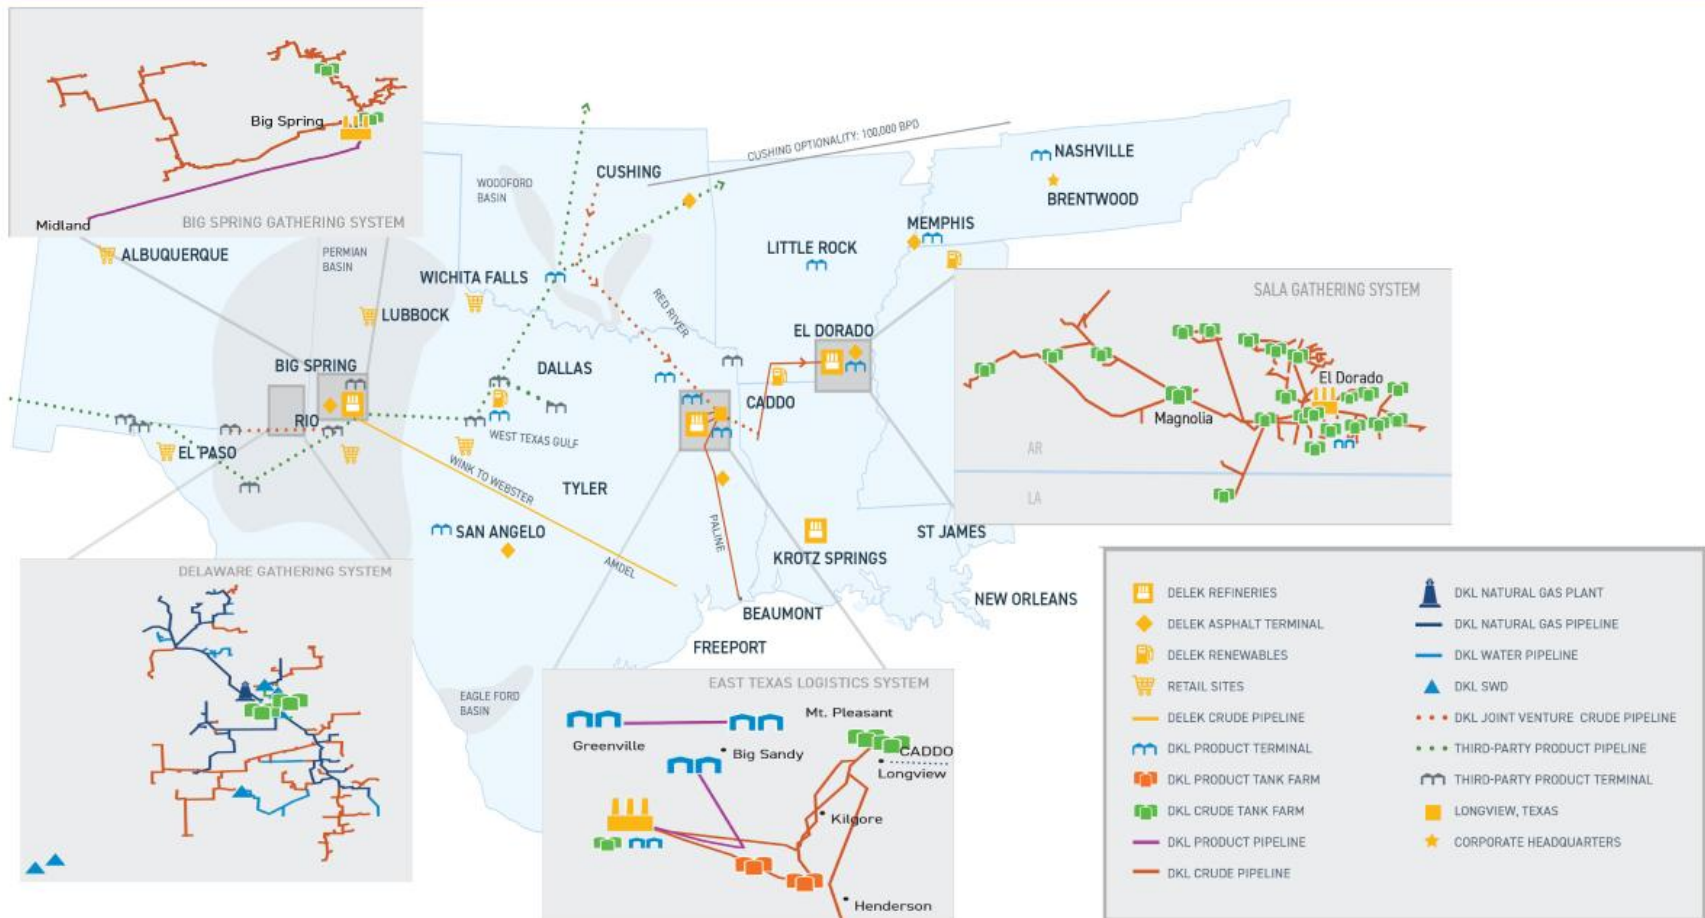 Big Spring
Midland
BIG SPRING GATHERING SYSTEM
CUSHING OPTIONALITY: 100,000 BPD
NASHVILLE
BRENTWOOD
CUSHING
WOODFORD
BASIN
MEMPHIS
LITTLE ROCK
ALBUQUERQUE
PERMIAN
BASIN
WICHITA FALLS
LUBBOCK
RED RIVER
EL DORADO
BIG SPRING
DALLAS
CADDO
RIO
EL PASO
WEST TEXAS GULF
WINK TO WEBSTER
TYLER
SAN ANGELO
AMDEL
PALINE
KROTZ SPRINGS
ST JAMES
NEW ORLEANS
BEAUMONT
FREEPORT
EAGLE FORD
BASIN
SALA GATHERING SYSTEM
El Dorado
Magnolia
AR
LA
DELAWARE GATHERING SYSTEM
EAST TEXAS LOGISTICS SYSTEM
Mt. Pleasant
Greenville
Big Sandy
CADDO
Longview
Kilgore
Henderson
DELEK REFINERIES
DELEK ASPHALT TERMINAL
DELEK RENEWABLES
RETAIL SITES
DELEK CRUDE PIPELINE
DKL PRODUCT TERMINAL
DKL PRODUCT TANK FARM
DKL CRUDE TANK FARM
DKL PRODUCT PIPELINE
DKL CRUDE PIPELINE
DKL NATURAL GAS PLANT
DKL NATURAL GAS PIPELINE
DKL WATER PIPELINE
DKL SWD
DKL JOINT VENTURE CRUDE PIPELINE
THIRD-PARTY PRODUCT PIPELINE
THIRD-PARTY PRODUCT TERMINAL
LONGVIEW, TEXAS
CORPORATE HEADQUARTERS